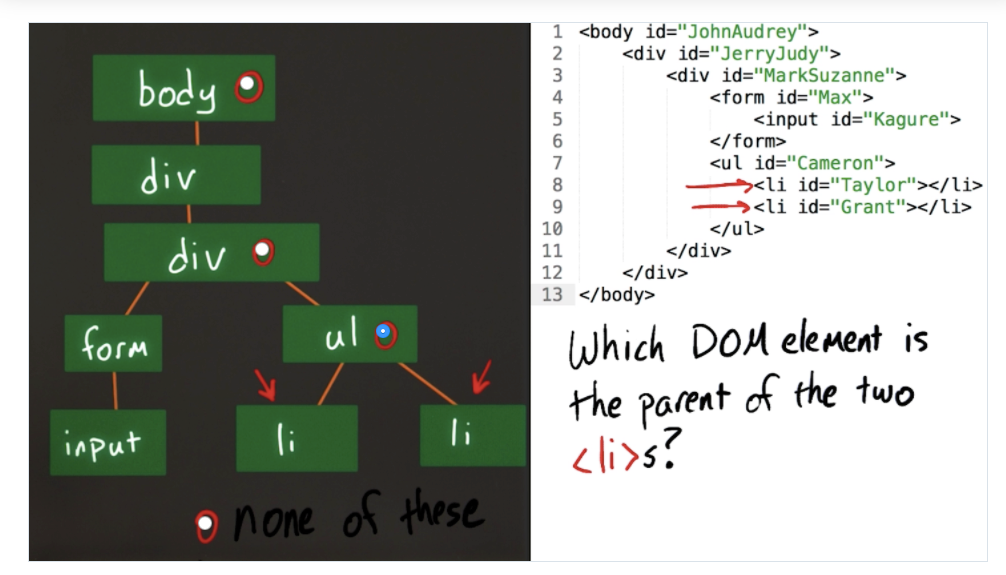 body
div
div
form
ul
input
li
li
none of these
1 <body id="JohnAudrey">
2 <div id="JerryJudy">
3 <div id="MarkSuzanne">
4 <form id="Max">
5 <input id="Kagure">
6 </form>
7 <ul id="Cameron">
8 <li id="Taylor"></li>
9 <li id="Grant"></li>
10 </ul>
11 </div>
12 </div>
13 </body>
Which DOM element is
the parent of the two
<li>s?